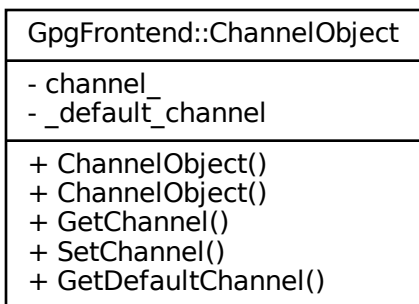 GpgFrontend::ChannelObject
- channel_
- _default_channel
+ ChannelObject()
+ ChannelObject()
+ GetChannel()
+ SetChannel()
+ GetDefaultChannel()